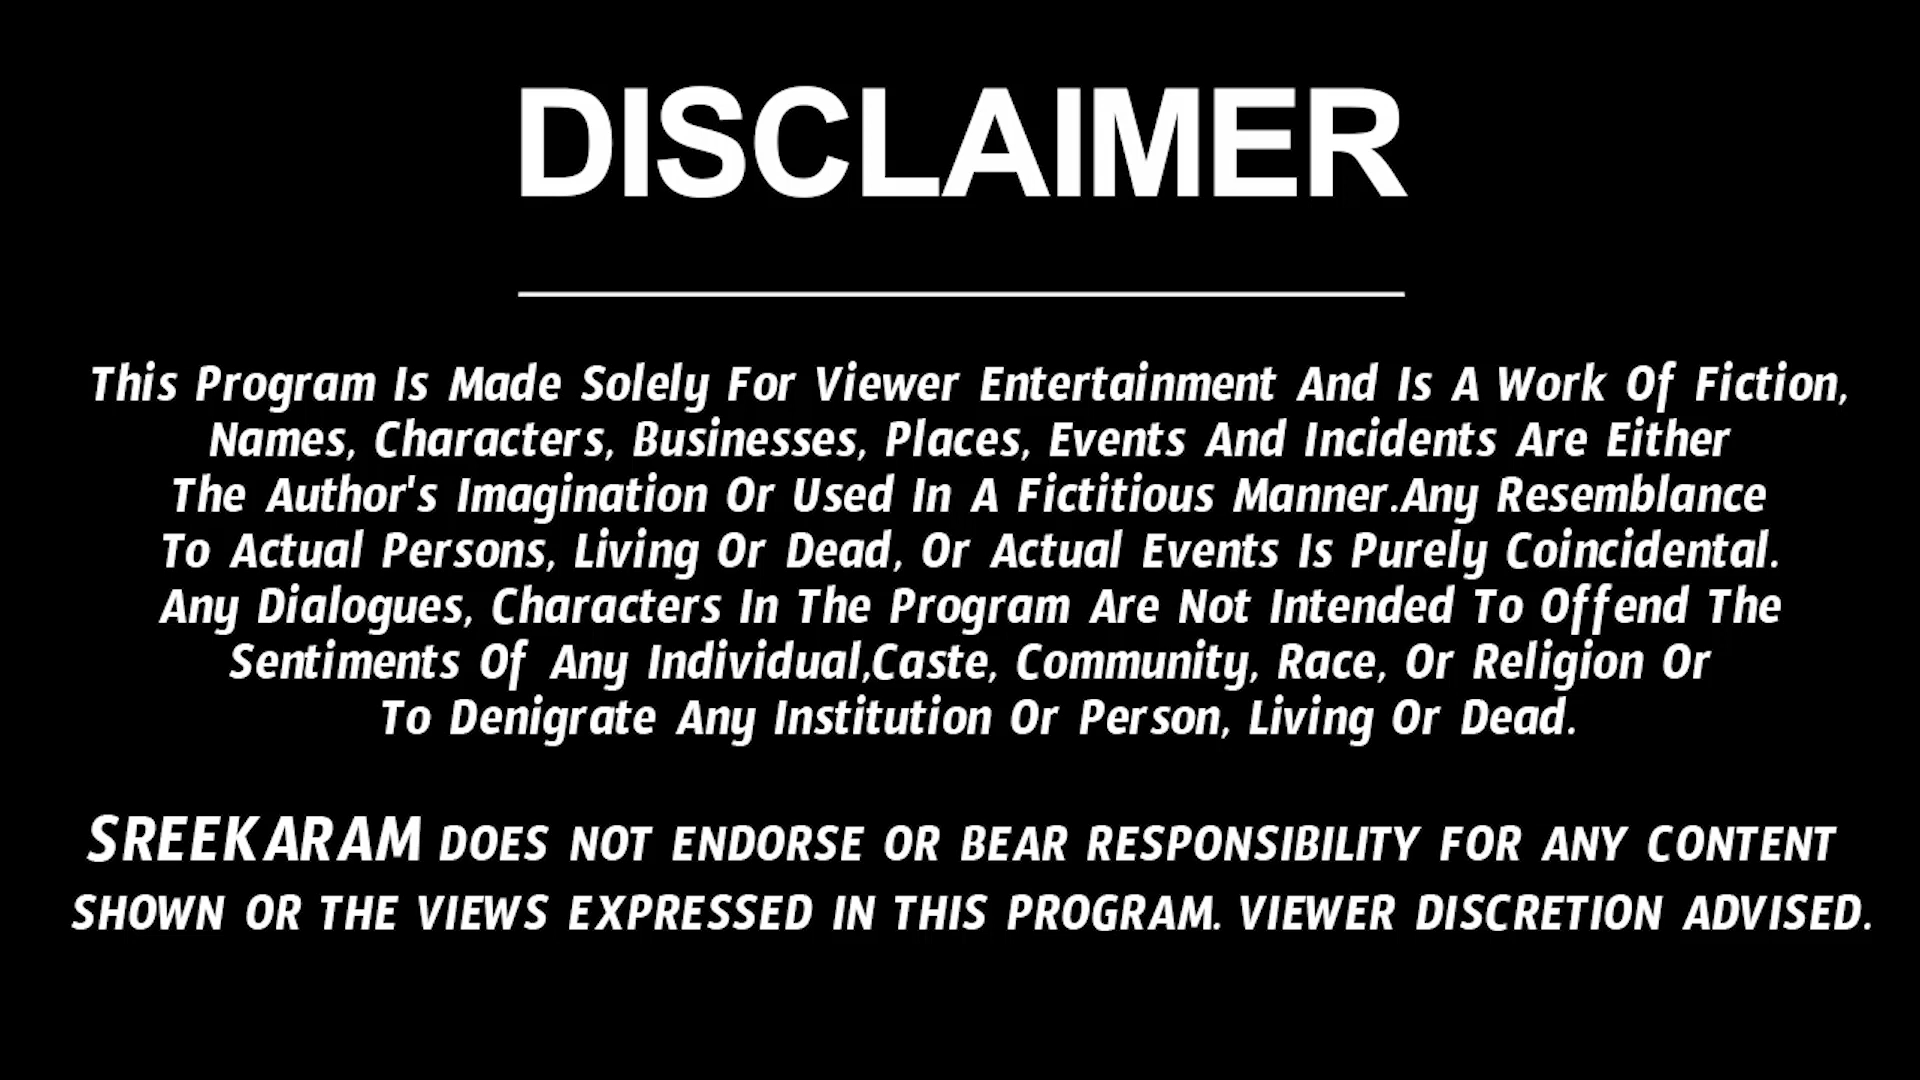 DISCLAIMER
This Program Is Made Solely For Viewer Entertainment And Is A Work Of Fiction,
Names, Characters, Businesses, Places, Events And Incidents Are Either
The Author's Imagination Or Used In A Fictitious Manner.Any Resemblance
To Actual Persons, Living Or Dead, Or Actual Events Is Purely Coincidental.
Any Dialogues, Characters In The Program Are Not Intended To Offend The
Sentiments Of Any Individual,Caste, Community, Race, Or Religion Or
To Denigrate Any Institution Or Person, Living Or Dead.
SREEKARAM DOES NOT ENDORSE OR BEAR RESPONSIBILITY FOR ANY CONTENT
SHOWN OR THE VIEWS EXPRESSED IN THIS PROGRAM. VIEWER DISCRETION ADVISED.